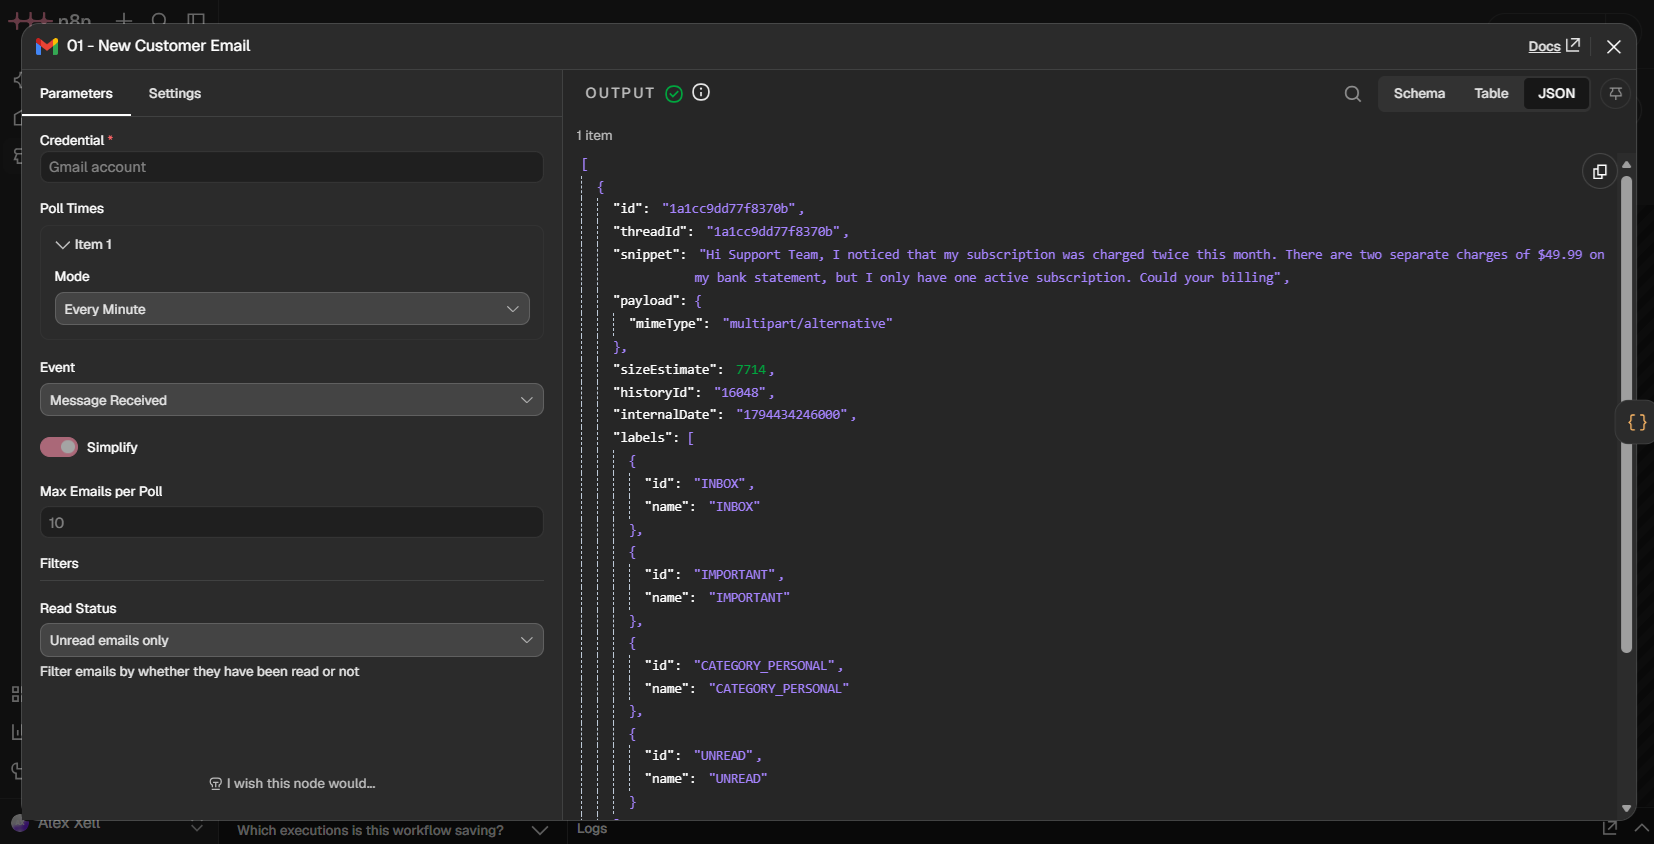 n8n
01 - New Customer Email
Docs
Parameters
Settings
OUTPUT
Schema
Table
JSON
Credential *
Gmail account
Poll Times
Item 1
Mode
Every Minute
Event
Message Received
Simplify
Max Emails per Poll
10
Filters
Read Status
Unread emails only
Filter emails by whether they have been read or not
I wish this node would...
1 item
[
{
"id": "1a1cc9dd77f8370b",
"threadId": "1a1cc9dd77f8370b",
"snippet": "Hi Support Team, I noticed that my subscription was charged twice this month. There are two separate charges of $49.99 on
my bank statement, but I only have one active subscription. Could your billing",
"payload": {
"mimeType": "multipart/alternative"
},
"sizeEstimate": 7714,
"historyId": "16048",
"internalDate": "1794434246000",
"labels": [
{
"id": "INBOX",
"name": "INBOX"
},
{
"id": "IMPORTANT",
"name": "IMPORTANT"
},
{
"id": "CATEGORY_PERSONAL",
"name": "CATEGORY_PERSONAL"
},
{
"id": "UNREAD",
"name": "UNREAD"
}
{}
Alex Xell
Which executions is this workflow saving?
Logs